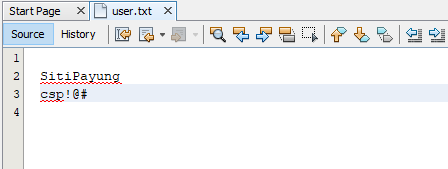 Start Page
user.txt
Source History
1
2 SitiPayung
3 csp!@#
4